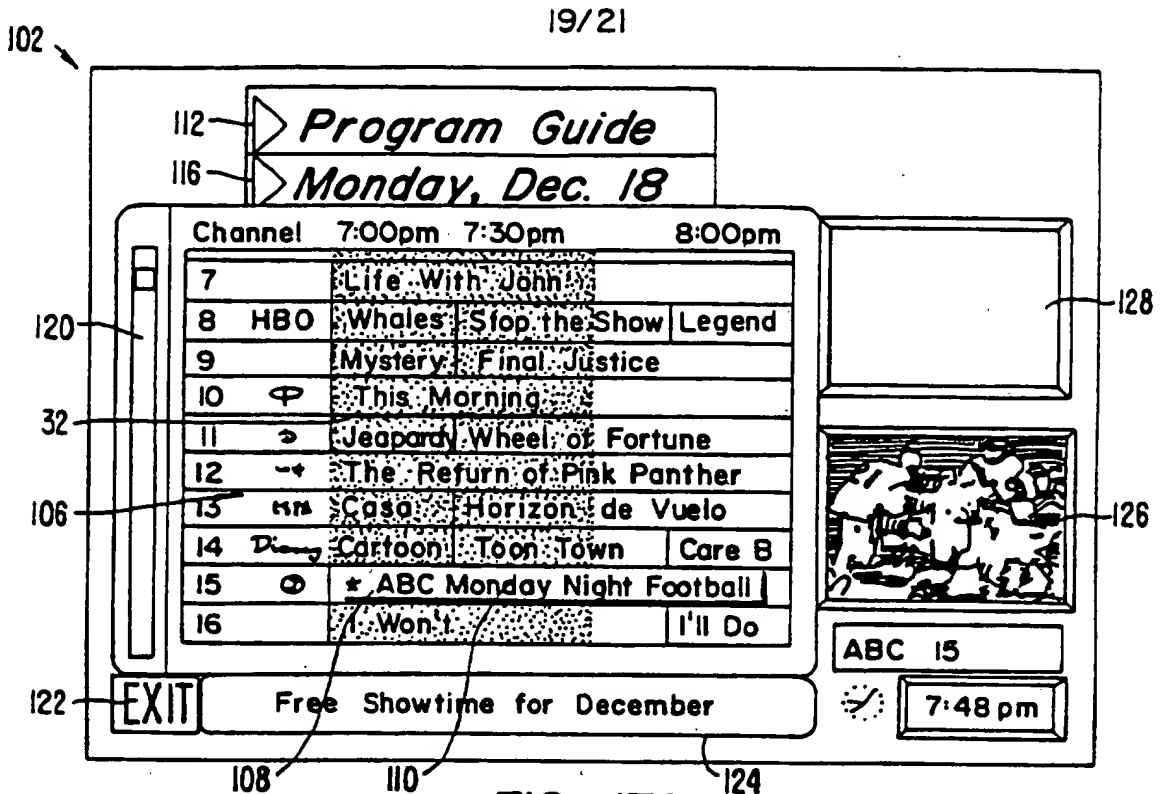 19/21
102
112 Program Guide
116 Monday, Dec. 18
Channel 7:00pm 7:30pm 8:00pm
7 Life With John
128
8 HBO Whales Stop the Show Legend
120
9 Mystery Final Justice
10 This Morning
32
11 Jeapardy Wheel of Fortune
12 The Return of Pink Panther
106
13 Casa Horizon de Vuelo
126
14 Cartoon Toon Town Care B
15 * ABC Monday Night Football
16 I Won't I'll Do
ABC 15
122 EXIT Free Showtime for December 7:48 pm
108 110 124